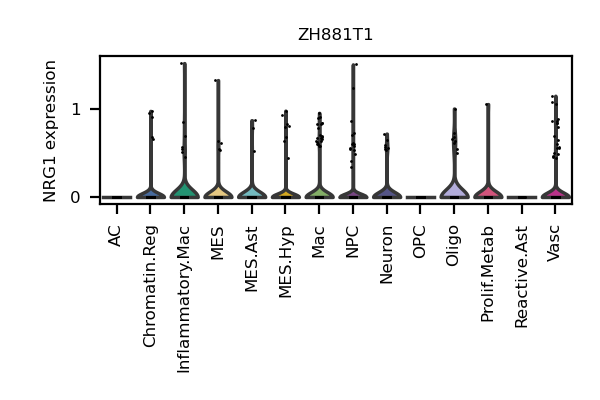 ZH881T1
NRG1 expression
1
0
AC
Chromatin.Reg
Inflammatory.Mac
MES
MES.Ast
MES.Hyp
Mac
NPC
Neuron
OPC
Oligo
Prolif.Metab
Reactive.Ast
Vasc